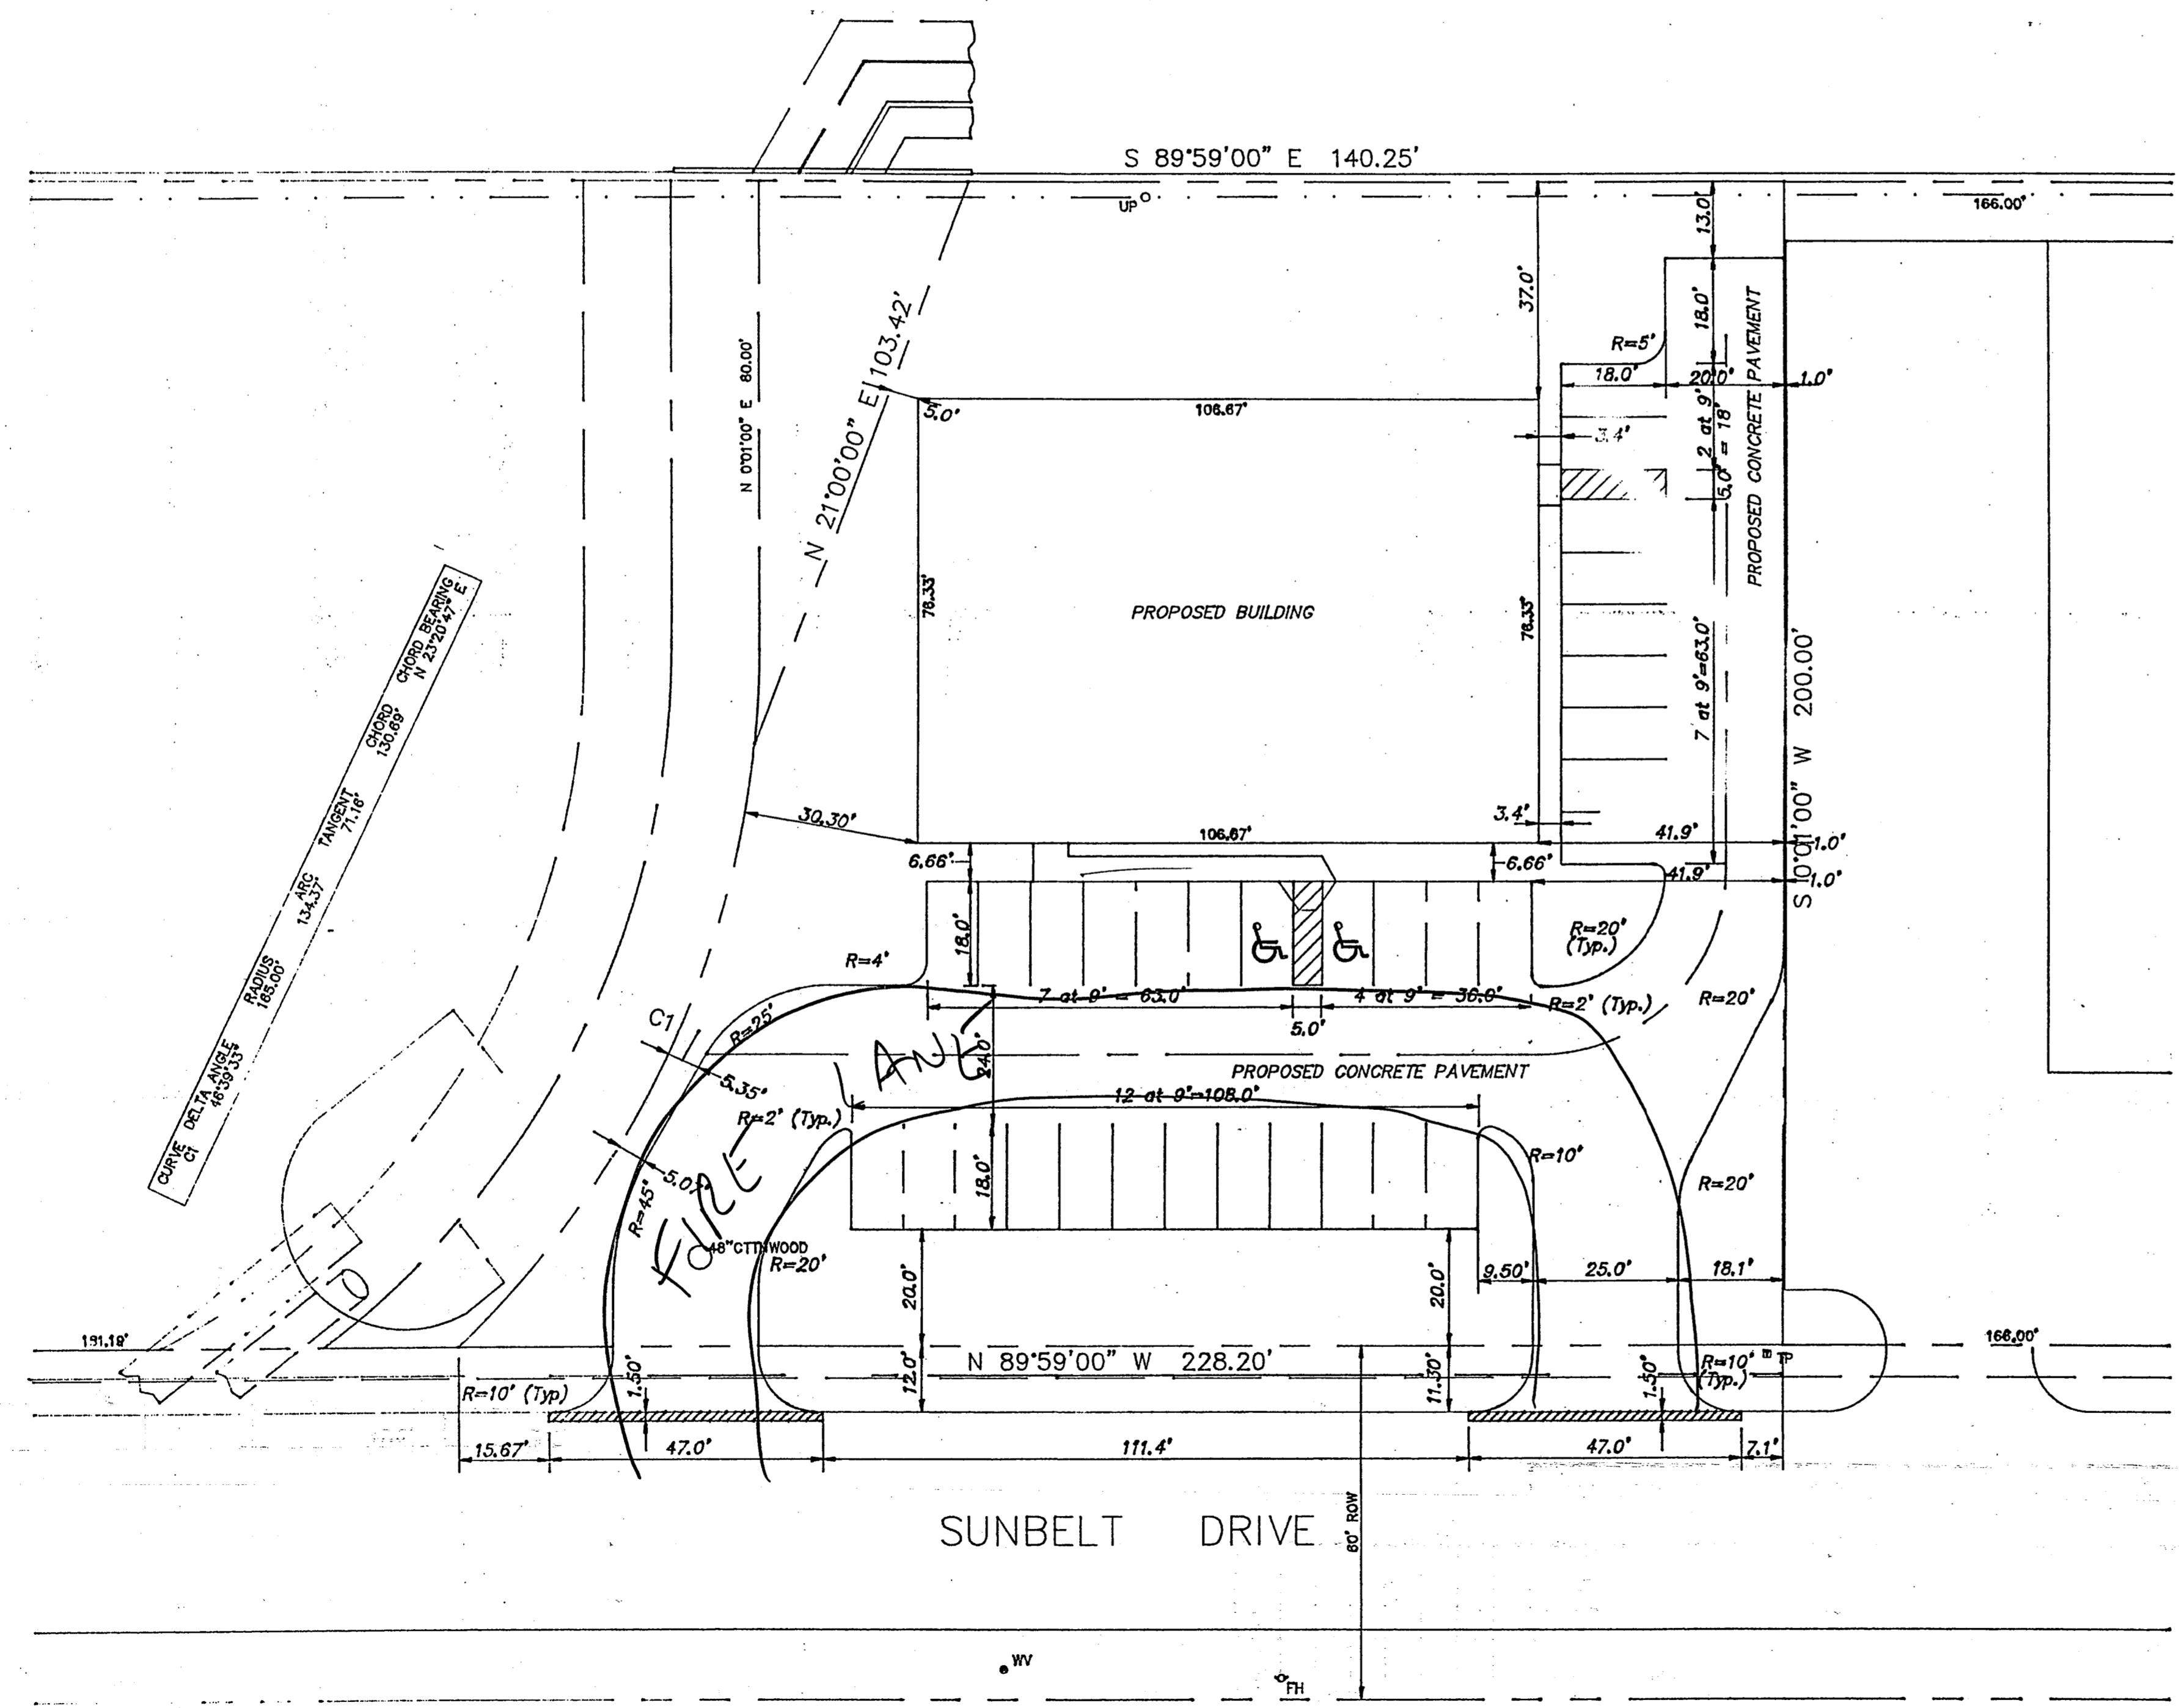 S 89°59'00" E 140.25'
UP
166.00'
13.0'
37.0'
18.0'
R=5'
18.0'
20.0'
1.0'
2 at 9'
= 18'
5.0'
PROPOSED CONCRETE PAVEMENT
N 0°01'00" E 80.00'
N 21°00'00" E 103.42'
5.0'
106.67'
3.4'
78.33'
PROPOSED BUILDING
76.33'
7 at 9'=63.0'
S 0°01'00" W 200.00'
CURVE DELTA ANGLE RADIUS ARC TANGENT CHORD CHORD BEARING
C1 46°39'33" 165.00' 134.37' 71.16' 130.69' N 23°20'47" E
30.30'
106.67'
3.4'
41.9'
1.0'
6.66'
6.66'
41.9'
1.0'
18.0'
R=20'
(Typ.)
R=4'
7 at 9' = 63.0'
4 at 9' = 36.0'
R=2' (Typ.)
R=20'
5.0'
C1
R=25'
24.0'
PROPOSED CONCRETE PAVEMENT
5.35'
12 at 9'=108.0'
R=2' (Typ.)
FIRE LANE
R=10'
18.0'
R=20'
R=45'
48"CTTNWOOD
R=20'
20.0'
20.0'
9.50'
25.0'
18.1'
N 89°59'00" W 228.20'
166.00'
12.0'
11.30'
R=10' (Typ)
1.50'
1.50'
R=10'
(Typ.)
TP
15.67'
47.0'
111.4'
47.0'
7.1'
SUNBELT DRIVE
60' ROW
WV
FH